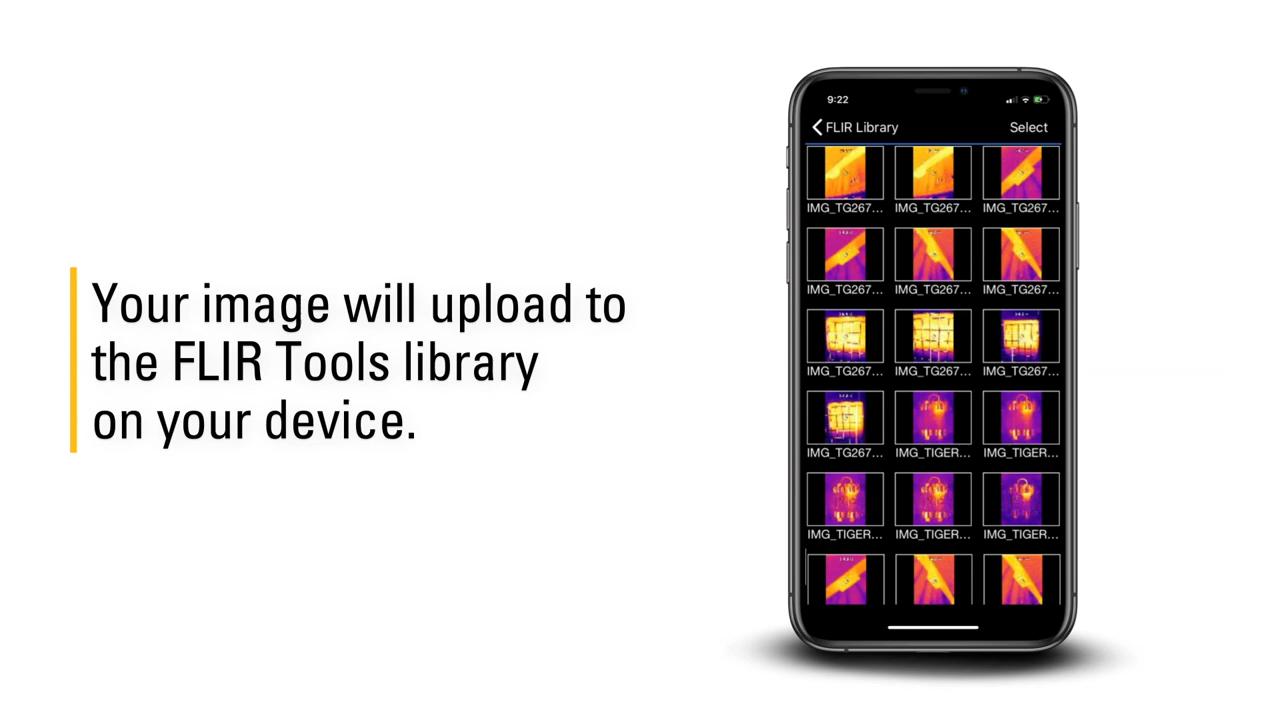 Your image will upload to
the FLIR Tools library
on your device.
9:22
FLIR Library
Select
IMG_TG267... IMG_TG267... IMG_TG267...
IMG_TG267... IMG_TG267... IMG_TG267...
IMG_TG267... IMG_TG267... IMG_TG267...
IMG_TG267... IMG_TIGER... IMG_TIGER...
IMG_TIGER... IMG_TIGER... IMG_TIGER...